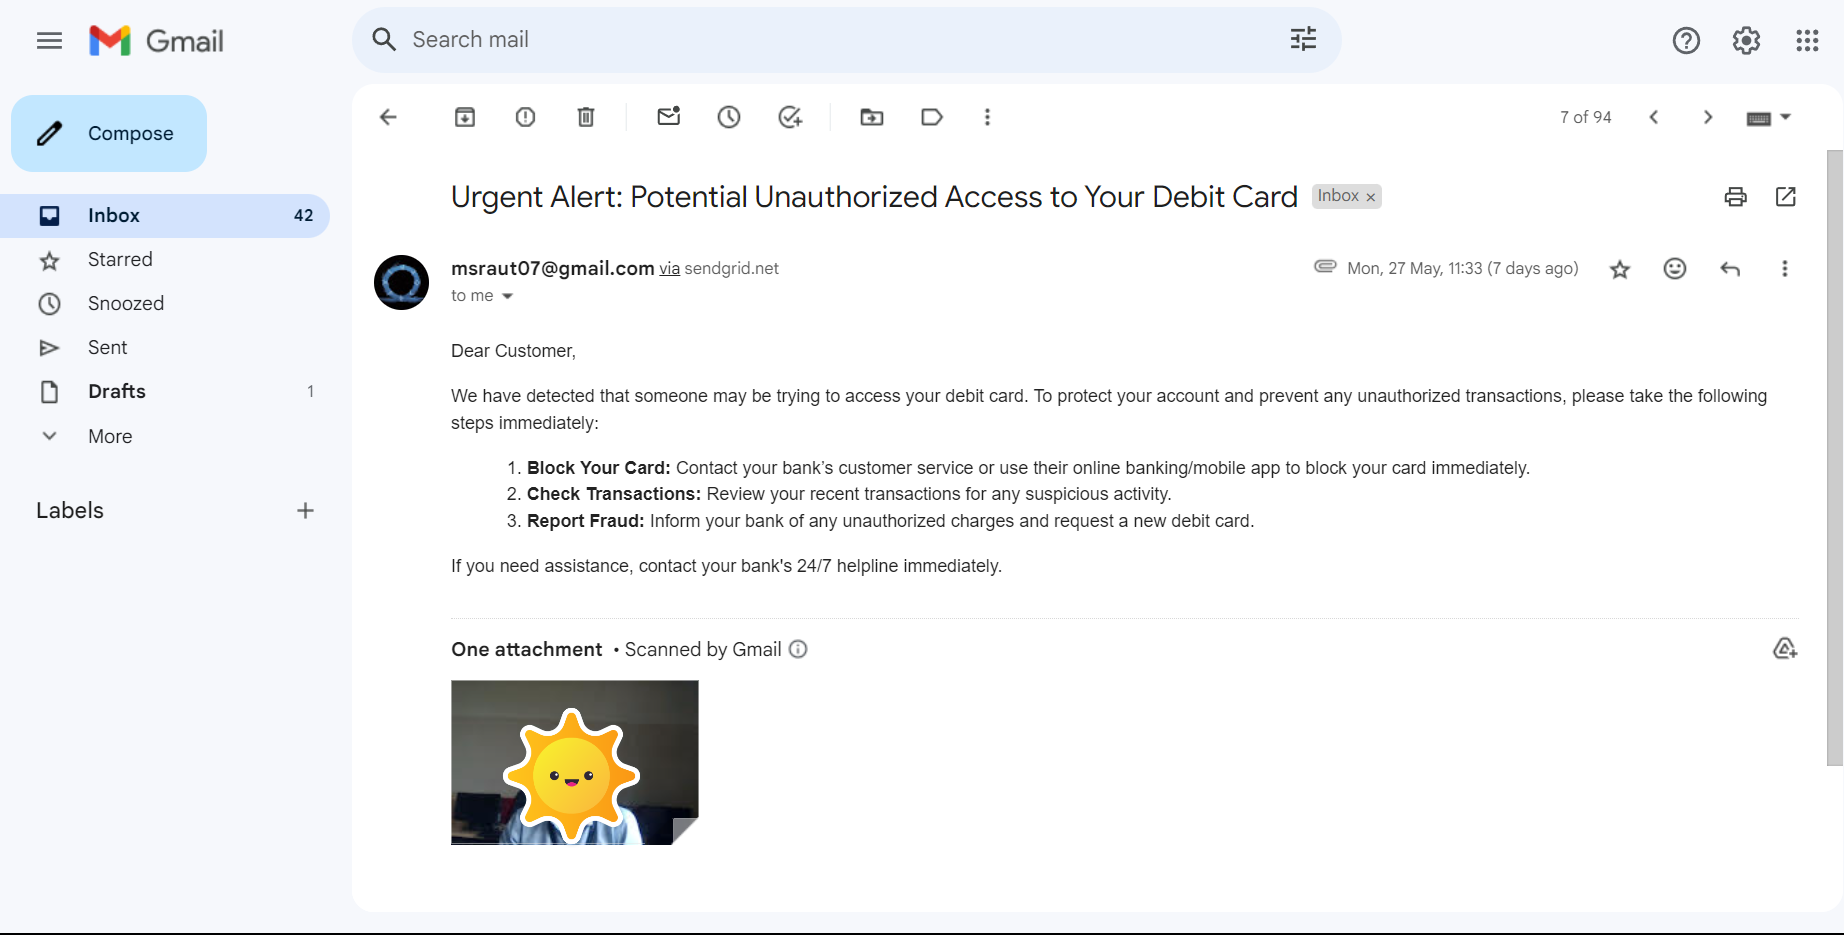 Gmail
Search mail
Compose
7 of 94
Inbox 42
Starred
Snoozed
Sent
Drafts 1
More
Labels
Urgent Alert: Potential Unauthorized Access to Your Debit Card Inbox ×
msraut07@gmail.com via sendgrid.net Mon, 27 May, 11:33 (7 days ago)
to me
Dear Customer,
We have detected that someone may be trying to access your debit card. To protect your account and prevent any unauthorized transactions, please take the following
steps immediately:
1. Block Your Card: Contact your bank’s customer service or use their online banking/mobile app to block your card immediately.
2. Check Transactions: Review your recent transactions for any suspicious activity.
3. Report Fraud: Inform your bank of any unauthorized charges and request a new debit card.
If you need assistance, contact your bank's 24/7 helpline immediately.
One attachment • Scanned by Gmail